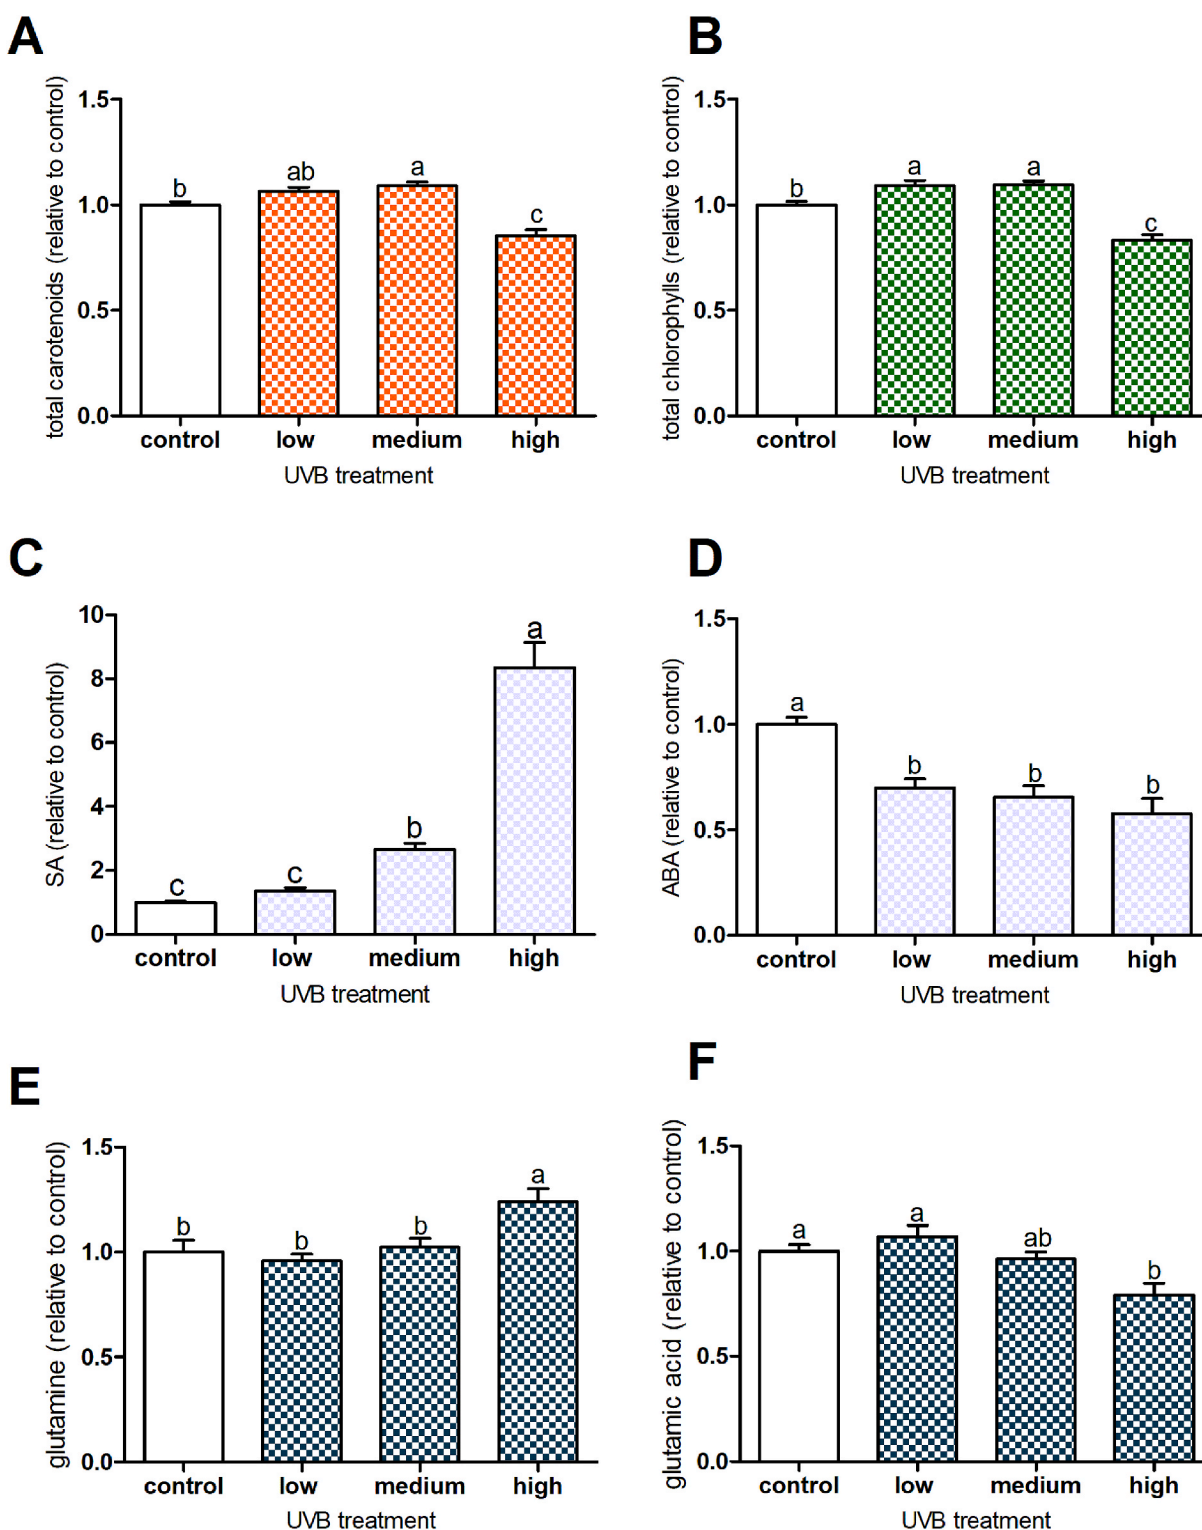 A
total carotenoids (relative to control)
1.5
1.0
0.5
0.0
b
ab
a
c
control
low
medium
high
UVB treatment
B
total chlorophylls (relative to control)
1.5
1.0
0.5
0.0
b
a
a
c
control
low
medium
high
UVB treatment
C
SA (relative to control)
10
8
6
4
2
0
c
c
b
a
control
low
medium
high
UVB treatment
D
ABA (relative to control)
1.5
1.0
0.5
0.0
a
b
b
b
control
low
medium
high
UVB treatment
E
glutamine (relative to control)
1.5
1.0
0.5
0.0
b
b
b
a
control
low
medium
high
UVB treatment
F
glutamic acid (relative to control)
1.5
1.0
0.5
0.0
a
a
ab
b
control
low
medium
high
UVB treatment